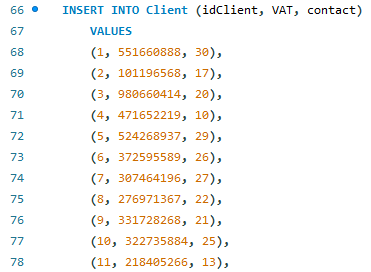 66 INSERT INTO Client (idClient, VAT, contact)
67 VALUES
68 (1, 551660888, 30),
69 (2, 101196568, 17),
70 (3, 980660414, 20),
71 (4, 471652219, 10),
72 (5, 524268937, 29),
73 (6, 372595589, 26),
74 (7, 307464196, 27),
75 (8, 276971367, 22),
76 (9, 331728268, 21),
77 (10, 322735884, 25),
78 (11, 218405266, 13),